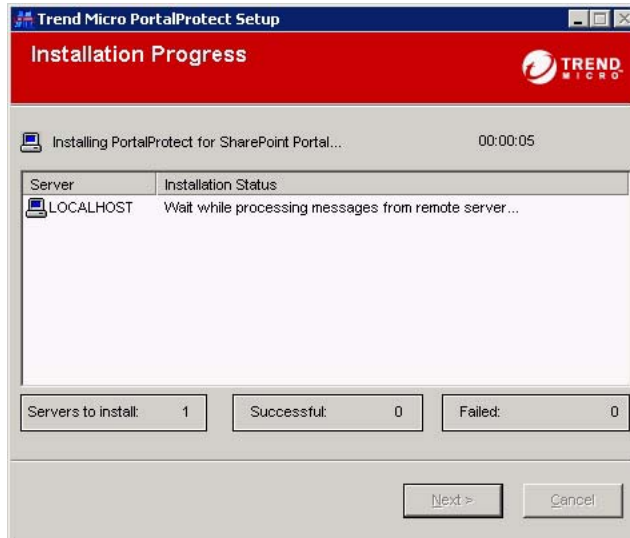 Trend Micro PortalProtect Setup
Installation Progress
TREND
MICRO
Installing PortalProtect for SharePoint Portal... 00:00:05
Server Installation Status
LOCALHOST Wait while processing messages from remote server...
Servers to install: 1 Successful: 0 Failed: 0
Next > Cancel